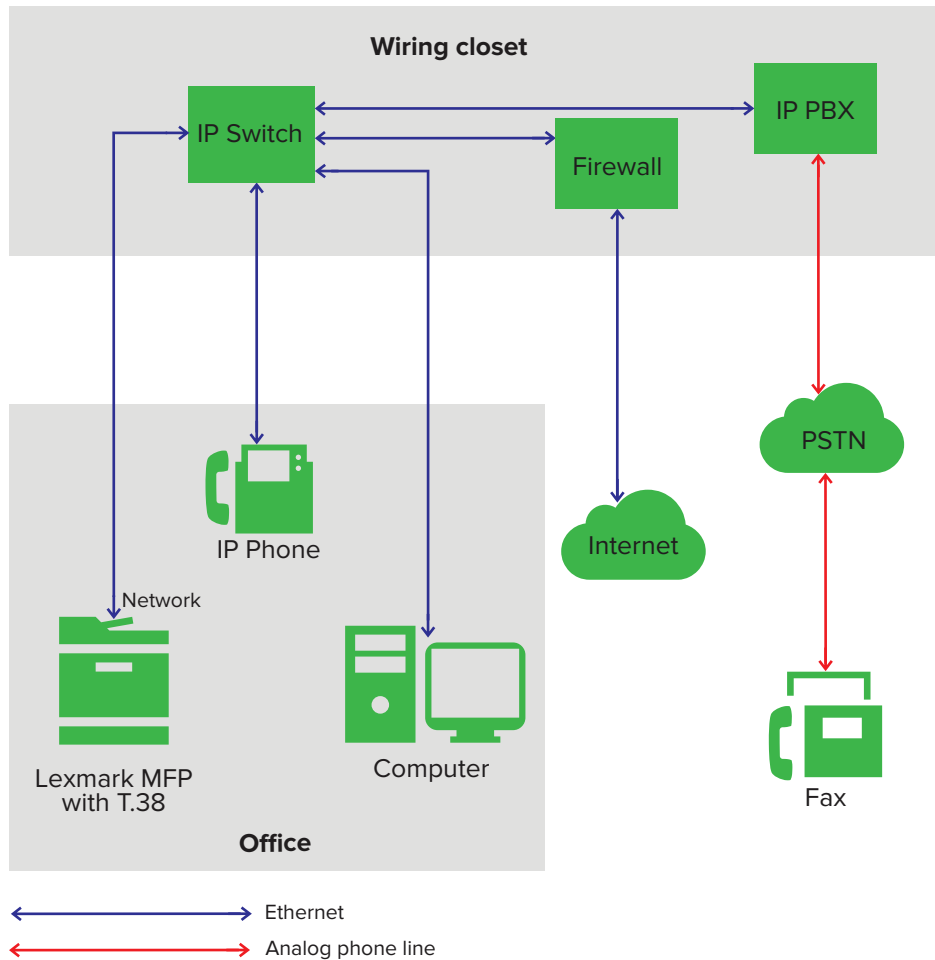 Wiring closet
IP Switch
IP PBX
Firewall
PSTN
IP Phone
Internet
Network
Lexmark MFP
with T.38
Computer
Fax
Office
Ethernet
Analog phone line